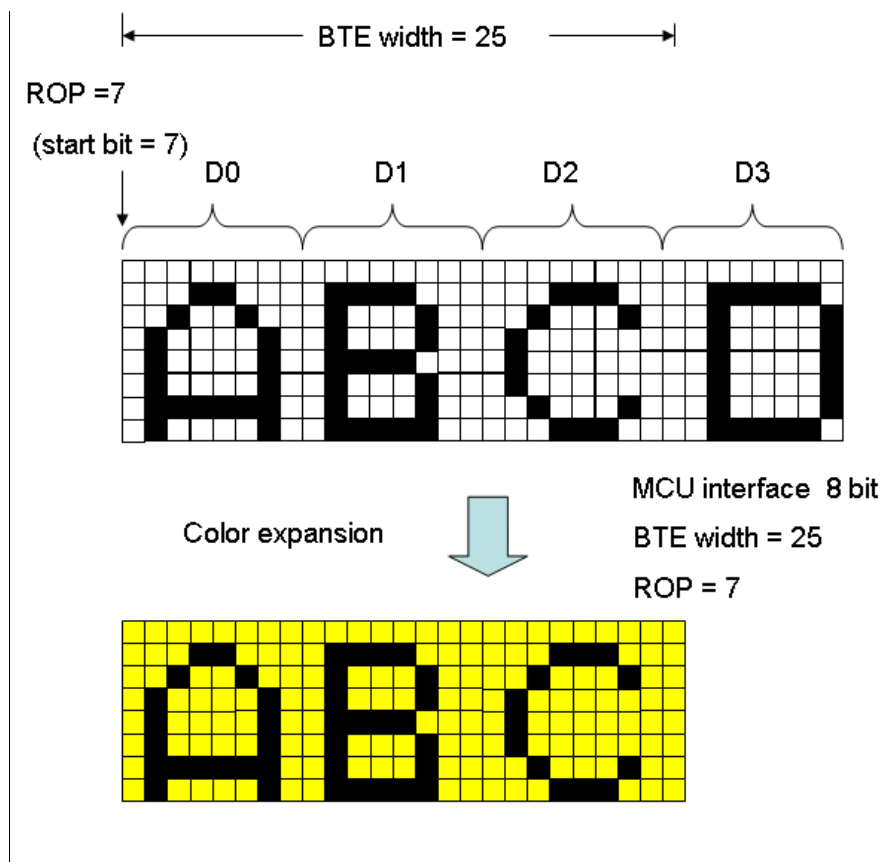 BTE width = 25
ROP =7
(start bit = 7)
D0 D1 D2 D3
A B C D
MCU interface 8 bit
Color expansion
BTE width = 25
ROP = 7
A B C